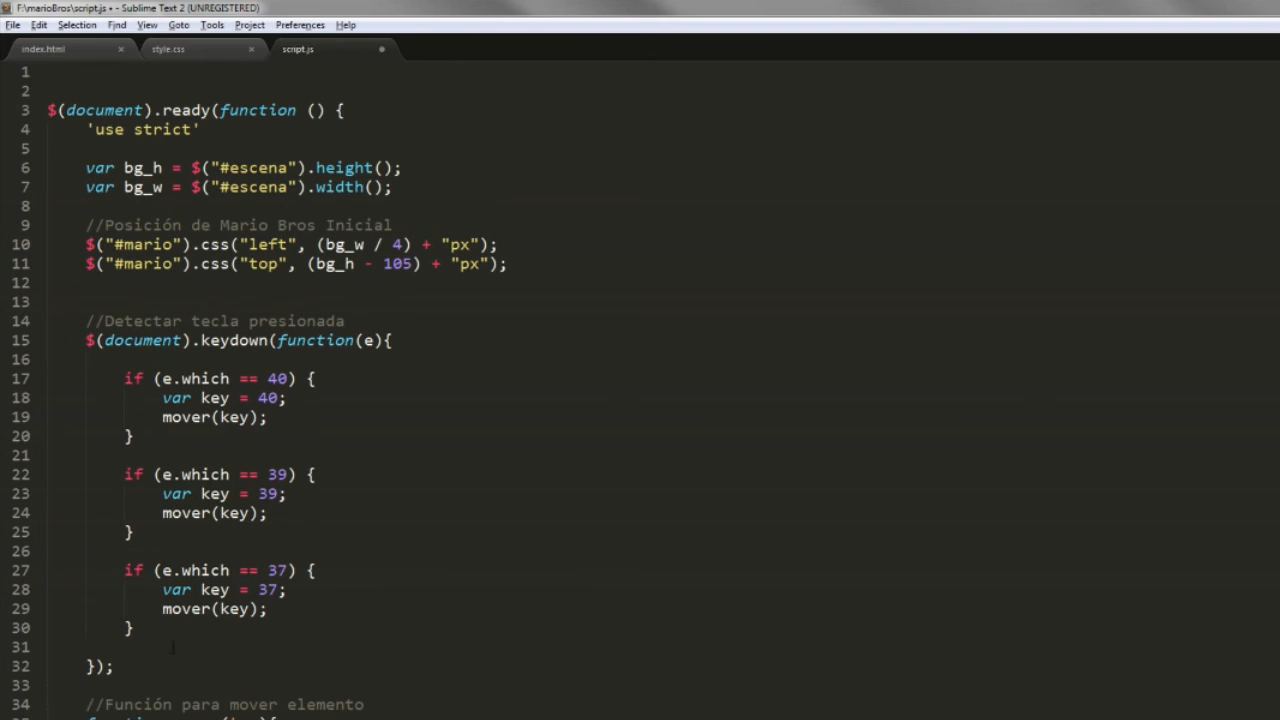 F:\marioBros\script.js • - Sublime Text 2 (UNREGISTERED)
File Edit Selection Find View Goto Tools Project Preferences Help
index.html × style.css × script.js
1
2
3 $(document).ready(function () {
4 'use strict'
5
6 var bg_h = $("#escena").height();
7 var bg_w = $("#escena").width();
8
9 //Posición de Mario Bros Inicial
10 $("#mario").css("left", (bg_w / 4) + "px");
11 $("#mario").css("top", (bg_h - 105) + "px");
12
13
14 //Detectar tecla presionada
15 $(document).keydown(function(e){
16
17 if (e.which == 40) {
18 var key = 40;
19 mover(key);
20 }
21
22 if (e.which == 39) {
23 var key = 39;
24 mover(key);
25 }
26
27 if (e.which == 37) {
28 var key = 37;
29 mover(key);
30 }
31
32 });
33
34 //Función para mover elemento